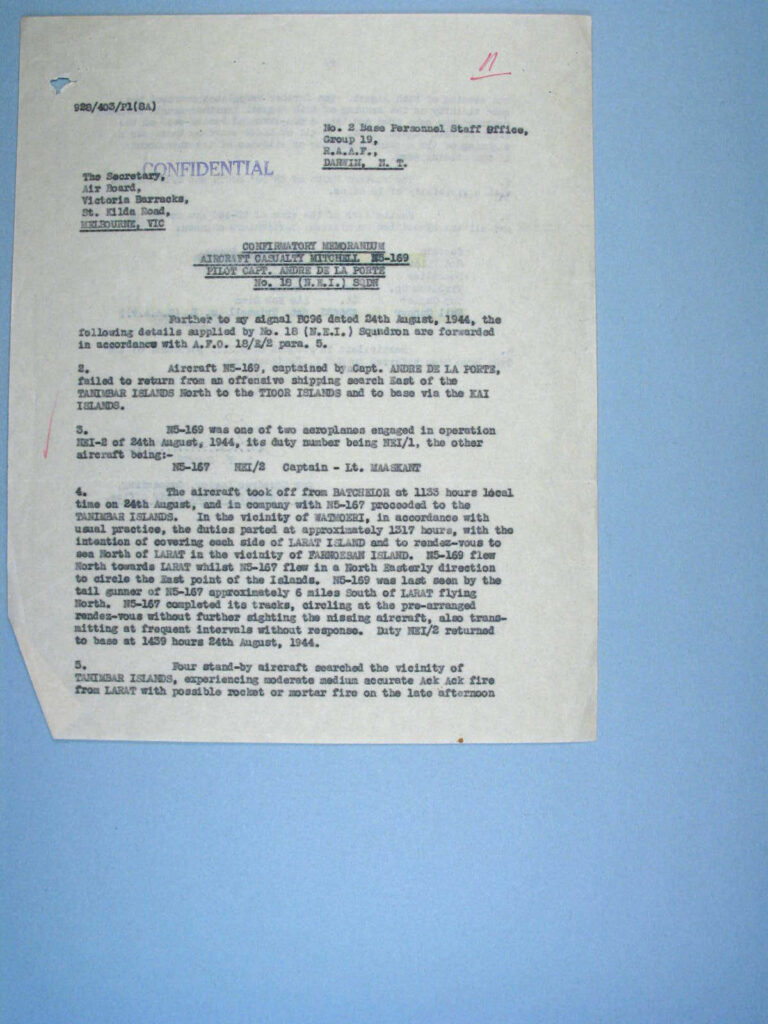 11
928/403/P1(8A)
No. 2 Base Personnel Staff Office,
Group 19,
R.A.A.F.,
DARWIN, N. T.
CONFIDENTIAL
The Secretary,
Air Board,
Victoria Barracks,
St. Kilda Road,
MELBOURNE, VIC
CONFIRMATORY MEMORANDUM
AIRCRAFT CASUALTY MITCHELL N5-169
PILOT CAPT. ANDRE DE LA PORTE
No. 18 (N.E.I.) SQDN
Further to my signal BC96 dated 24th August, 1944, the
following details supplied by No. 18 (N.E.I.) Squadron are forwarded
in accordance with A.F.O. 18/E/2 para. 5.
2. Aircraft N5-169, captained by Capt. ANDRE DE LA PORTE,
failed to return from an offensive shipping search East of the
TANIMBAR ISLANDS North to the TIOOR ISLANDS and to base via the KAI
ISLANDS.
3. N5-169 was one of two aeroplanes engaged in operation
NEI-2 of 24th August, 1944, its duty number being NEI/1, the other
aircraft being:-
N5-167 NEI/2 Captain - Lt. MAASKANT
4. The aircraft took off from BATCHELOR at 1133 hours local
time on 24th August, and in company with N5-167 proceeded to the
TANIMBAR ISLANDS. In the vicinity of WATMOERI, in accordance with
usual practice, the duties parted at approximately 1317 hours, with the
intention of covering each side of LARAT ISLAND and to rendez-vous to
sea North of LARAT in the vicinity of FARNOESAN ISLAND. N5-169 flew
North towards LARAT whilst N5-167 flew in a North Easterly direction
to circle the East point of the Islands. N5-169 was last seen by the
tail gunner of N5-167 approximately 6 miles South of LARAT flying
North. N5-167 completed its tracks, circling at the pre-arranged
rendez-vous without further sighting the missing aircraft, also trans-
mitting at frequent intervals without response. Duty NEI/2 returned
to base at 1439 hours 24th August, 1944.
5. Four stand-by aircraft searched the vicinity of
TANIMBAR ISLANDS, experiencing moderate medium accurate Ack Ack fire
from LARAT with possible rocket or mortar fire on the late afternoon